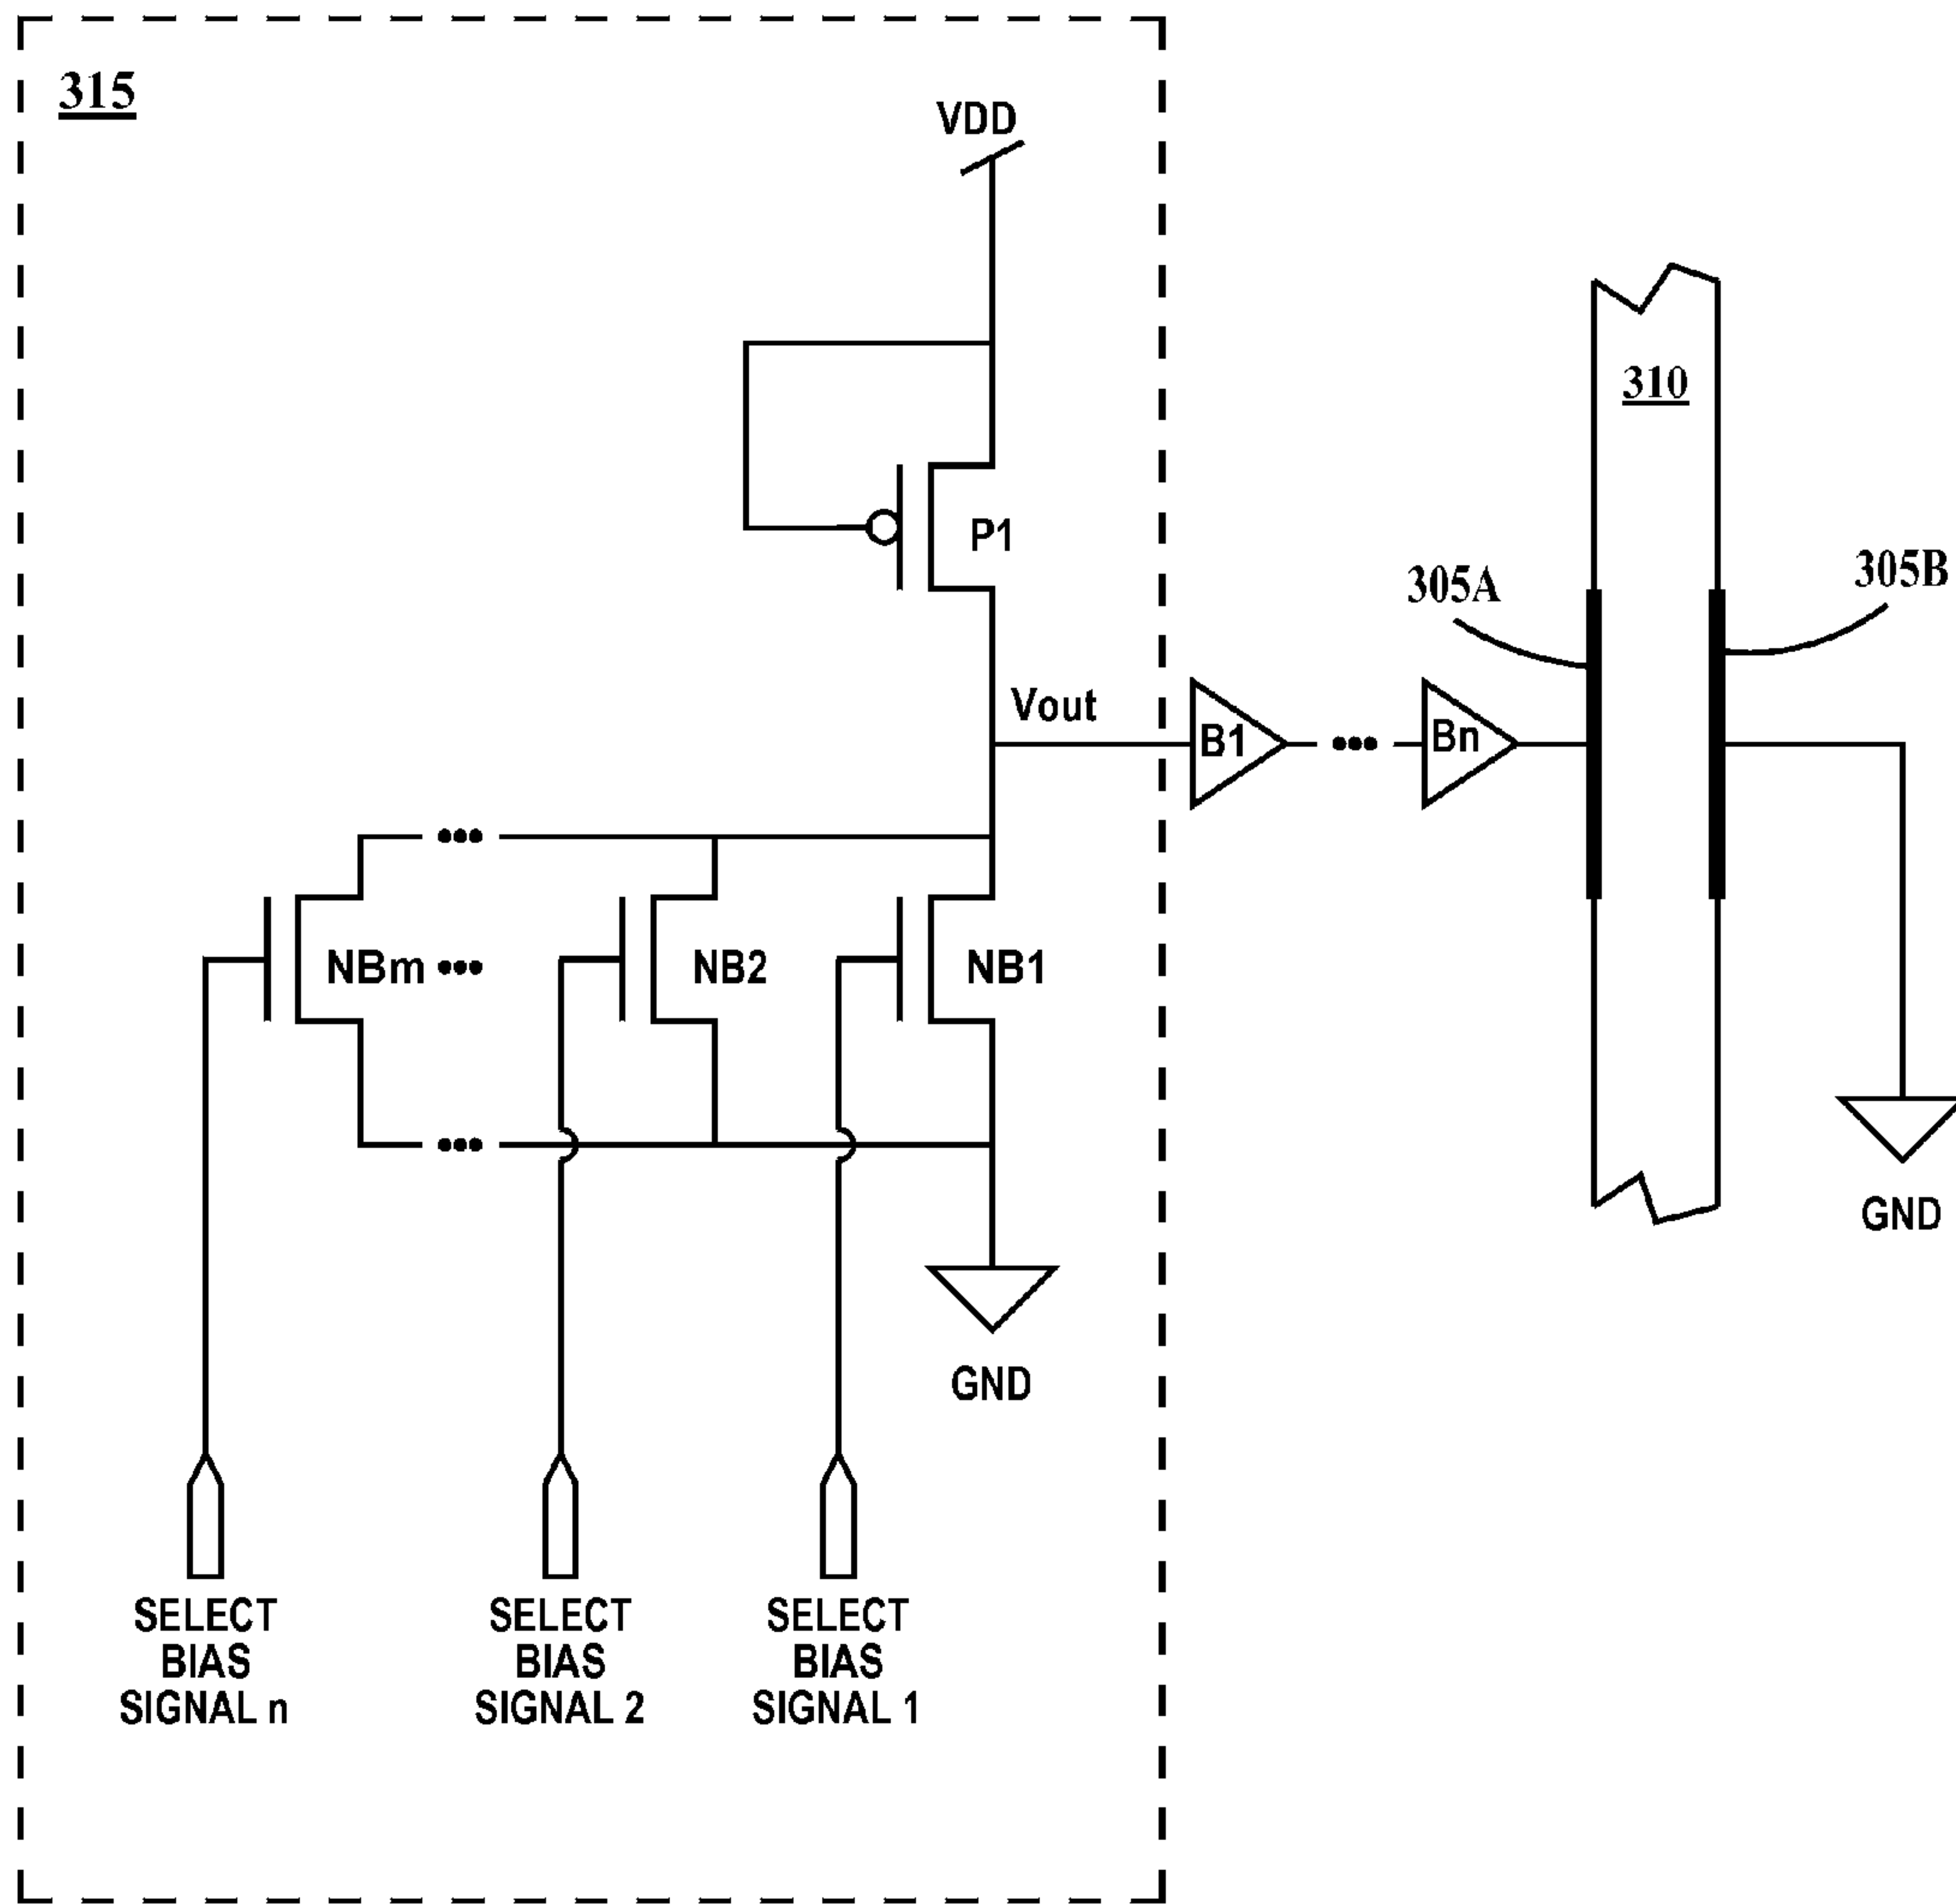 315
VDD
310
P1
305A
305B
Vout
B1
Bn
NBm
NB2
NB1
GND
GND
SELECT
BIAS
SIGNAL n
SELECT
BIAS
SIGNAL 2
SELECT
BIAS
SIGNAL 1